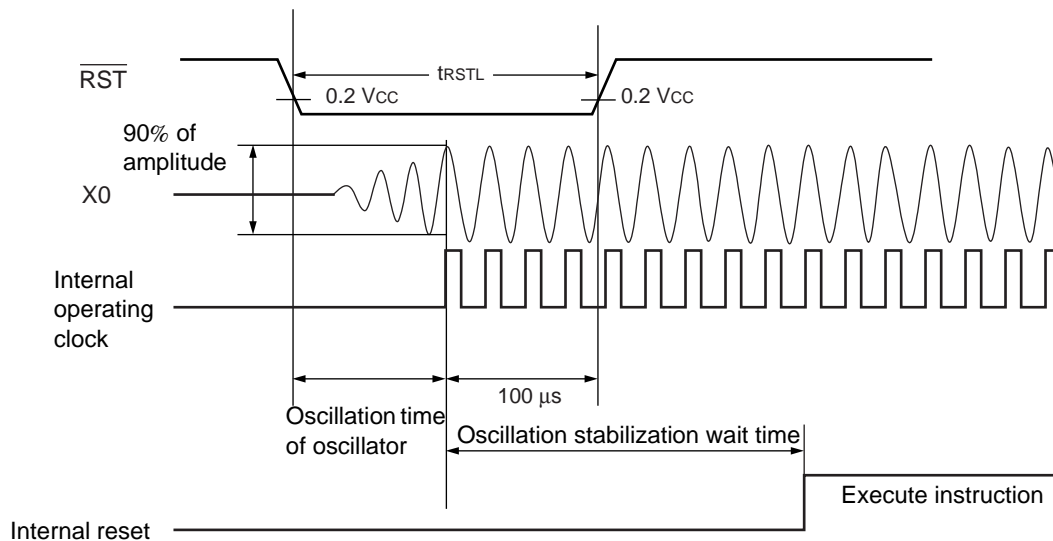 RST
tRSTL
0.2 VCC
0.2 VCC
90% of
amplitude
X0
Internal
operating
clock
100 μs
Oscillation time
of oscillator
Oscillation stabilization wait time
Execute instruction
Internal reset